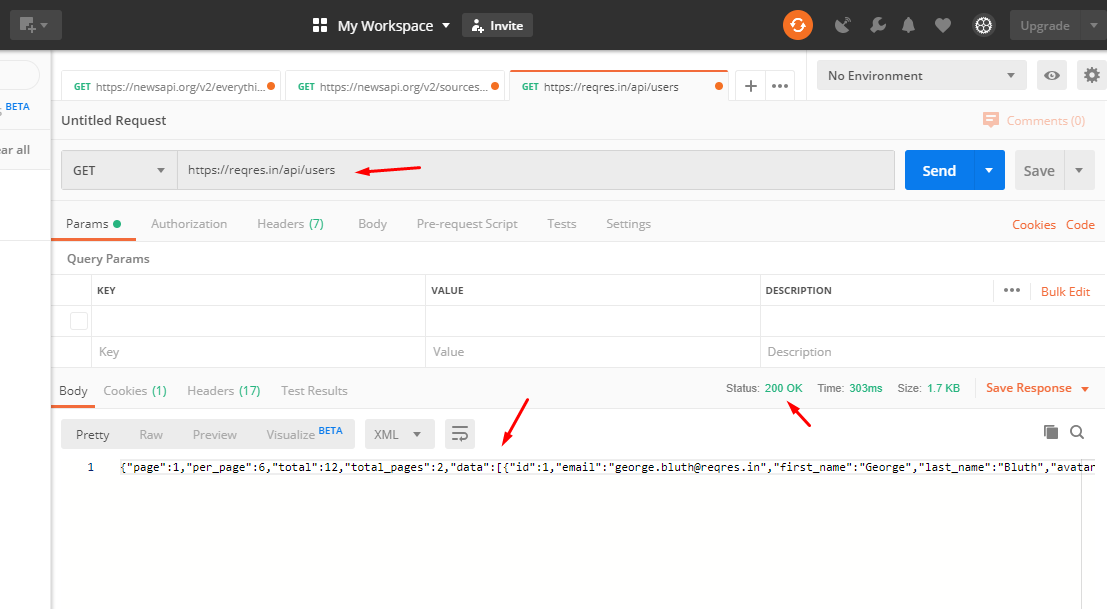 My Workspace Invite Upgrade
GET https://newsapi.org/v2/everythi... GET https://newsapi.org/v2/sources... GET https://reqres.in/api/users No Environment
BETA
Untitled Request Comments (0)
ear all
GET https://reqres.in/api/users Send Save
Params Authorization Headers (7) Body Pre-request Script Tests Settings Cookies Code
Query Params
KEY VALUE DESCRIPTION Bulk Edit
Key Value Description
Body Cookies (1) Headers (17) Test Results Status: 200 OK Time: 303ms Size: 1.7 KB Save Response
Pretty Raw Preview Visualize BETA XML
1 {"page":1,"per_page":6,"total":12,"total_pages":2,"data":[{"id":1,"email":"george.bluth@reqres.in","first_name":"George","last_name":"Bluth","avatar